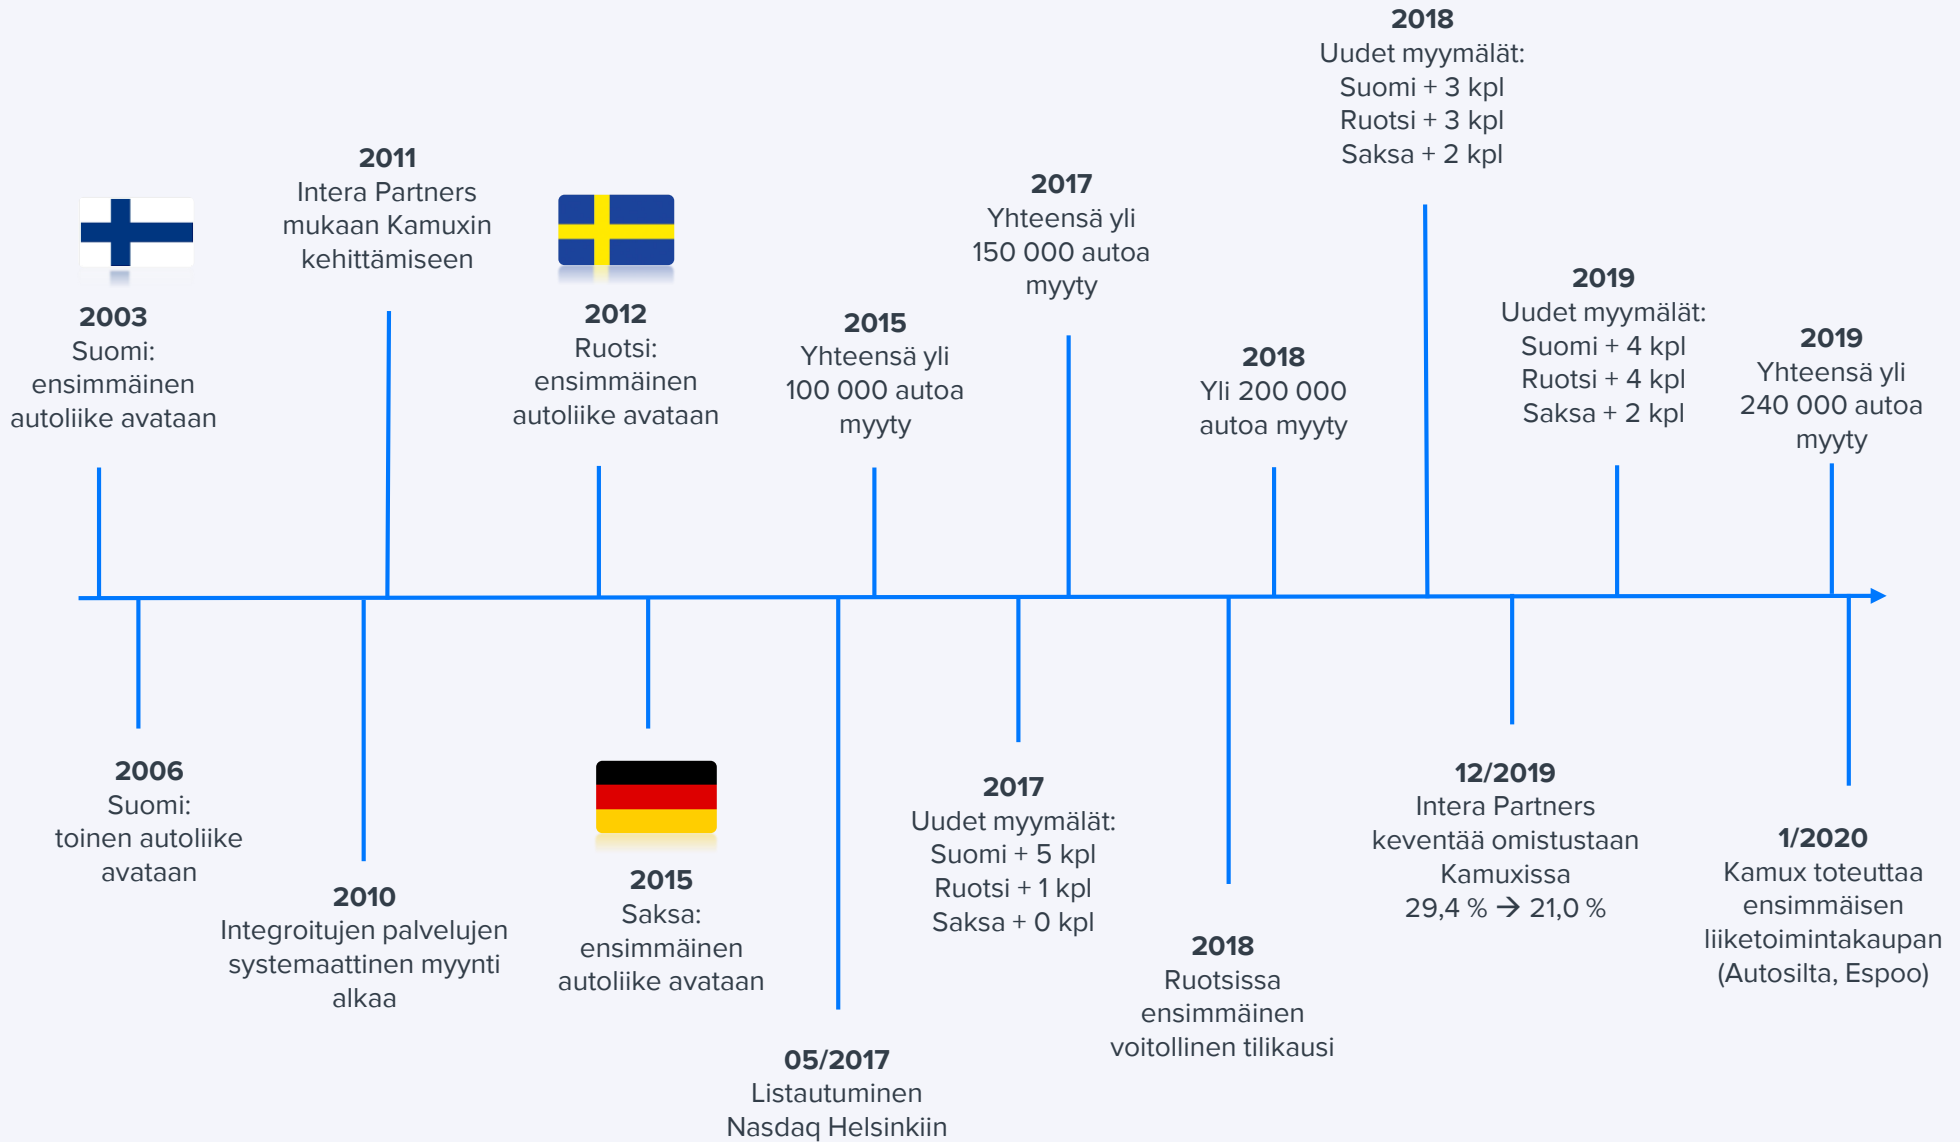 2003
Suomi:
ensimmäinen
autoliike avataan
2006
Suomi:
toinen autoliike
avataan
2010
Integroitujen palvelujen
systemaattinen myynti
alkaa
2011
Intera Partners
mukaan Kamuxin
kehittämiseen
2012
Ruotsi:
ensimmäinen
autoliike avataan
2015
Saksa:
ensimmäinen
autoliike avataan
2015
Yhteensä yli
100 000 autoa
myyty
05/2017
Listautuminen
Nasdaq Helsinkiin
2017
Uudet myymälät:
Suomi + 5 kpl
Ruotsi + 1 kpl
Saksa + 0 kpl
2017
Yhteensä yli
150 000 autoa
myyty
2018
Ruotsissa
ensimmäinen
voitollinen tilikausi
2018
Yli 200 000
autoa myyty
2018
Uudet myymälät:
Suomi + 3 kpl
Ruotsi + 3 kpl
Saksa + 2 kpl
12/2019
Intera Partners
keventää omistustaan
Kamuxissa
29,4 % → 21,0 %
2019
Uudet myymälät:
Suomi + 4 kpl
Ruotsi + 4 kpl
Saksa + 2 kpl
2019
Yhteensä yli
240 000 autoa
myyty
1/2020
Kamux toteuttaa
ensimmäisen
liiketoimintakaupan
(Autosilta, Espoo)